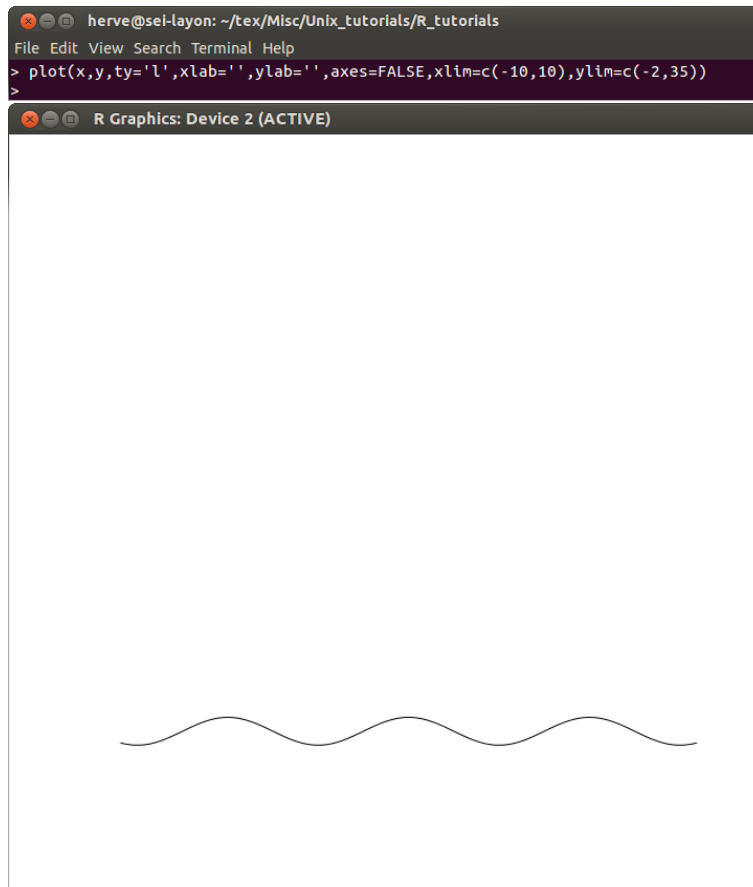 herve@sei-layon: ~/tex/Misc/Unix_tutorials/R_tutorials
File Edit View Search Terminal Help
> plot(x,y,ty='l',xlab='',ylab='',axes=FALSE,xlim=c(-10,10),ylim=c(-2,35))
>
R Graphics: Device 2 (ACTIVE)